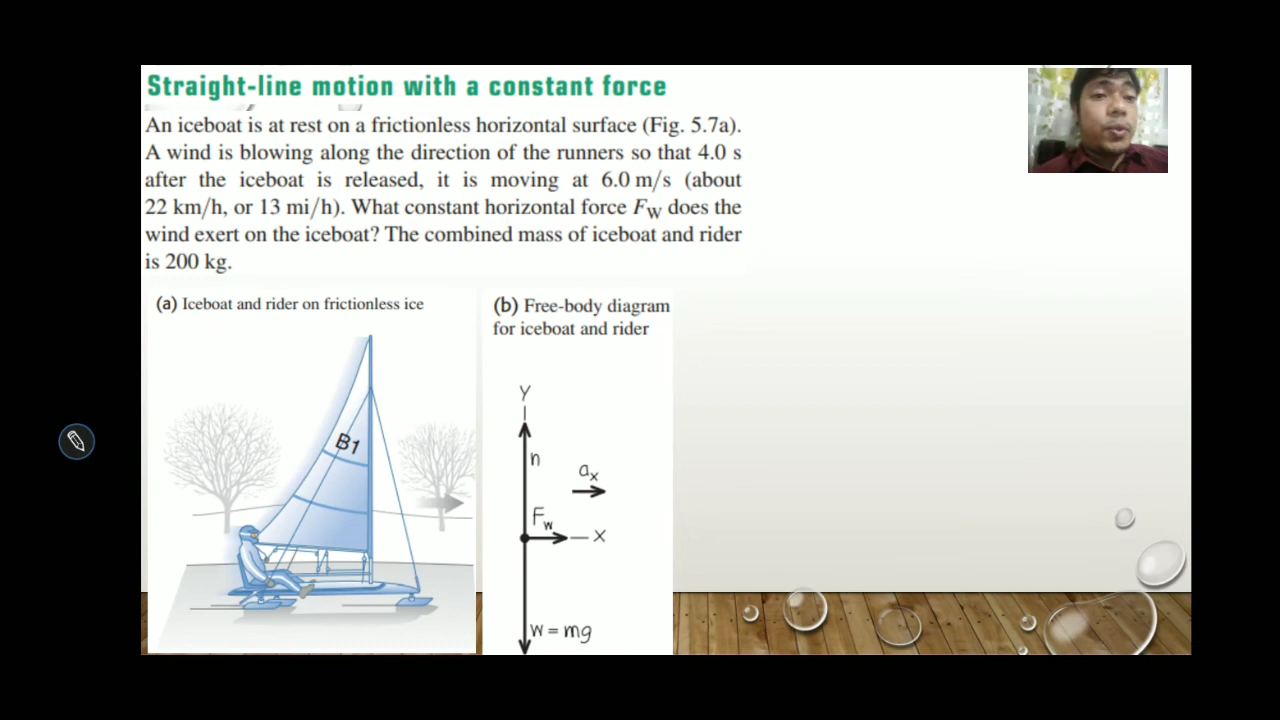 Straight-line motion with a constant force
An iceboat is at rest on a frictionless horizontal surface (Fig. 5.7a).
A wind is blowing along the direction of the runners so that 4.0 s
after the iceboat is released, it is moving at 6.0 m/s (about
22 km/h, or 13 mi/h). What constant horizontal force FW does the
wind exert on the iceboat? The combined mass of iceboat and rider
is 200 kg.
(a) Iceboat and rider on frictionless ice
B1
(b) Free-body diagram
for iceboat and rider
y
n
ax
Fw
x
w = mg